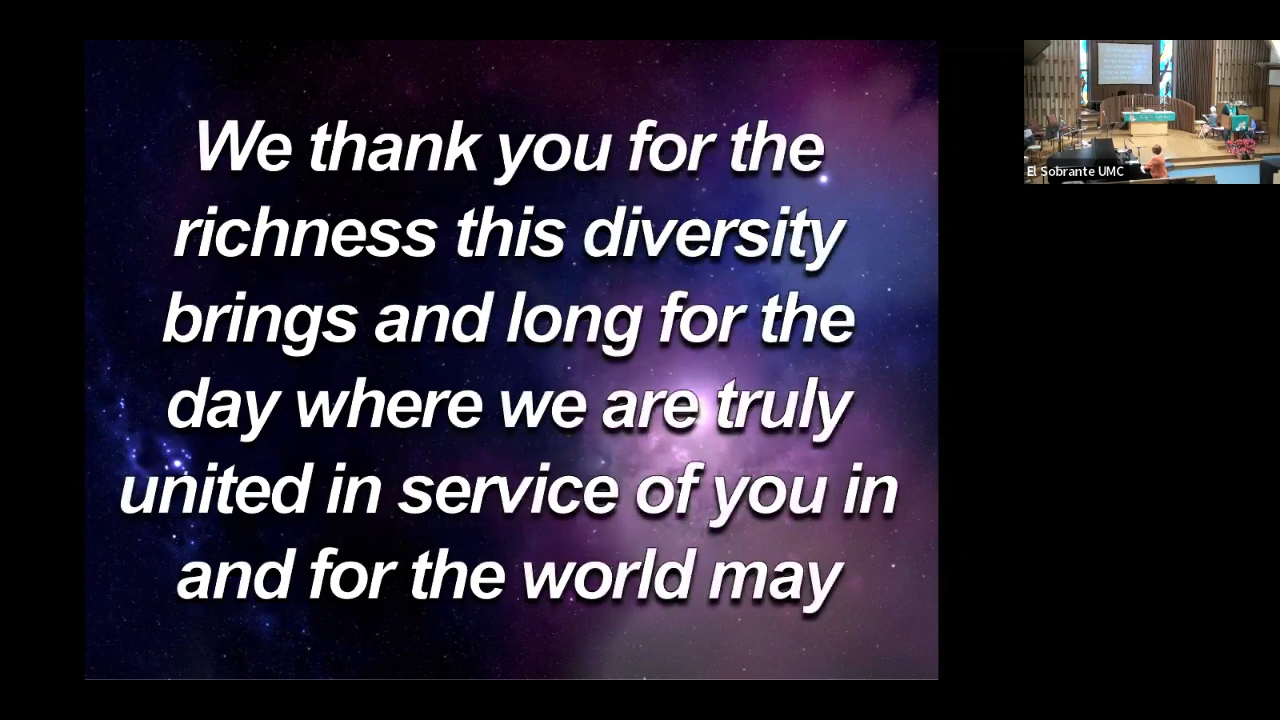 We thank you for the
richness this diversity
brings and long for the
day where we are truly
united in service of you in
and for the world may
El Sobrante UMC